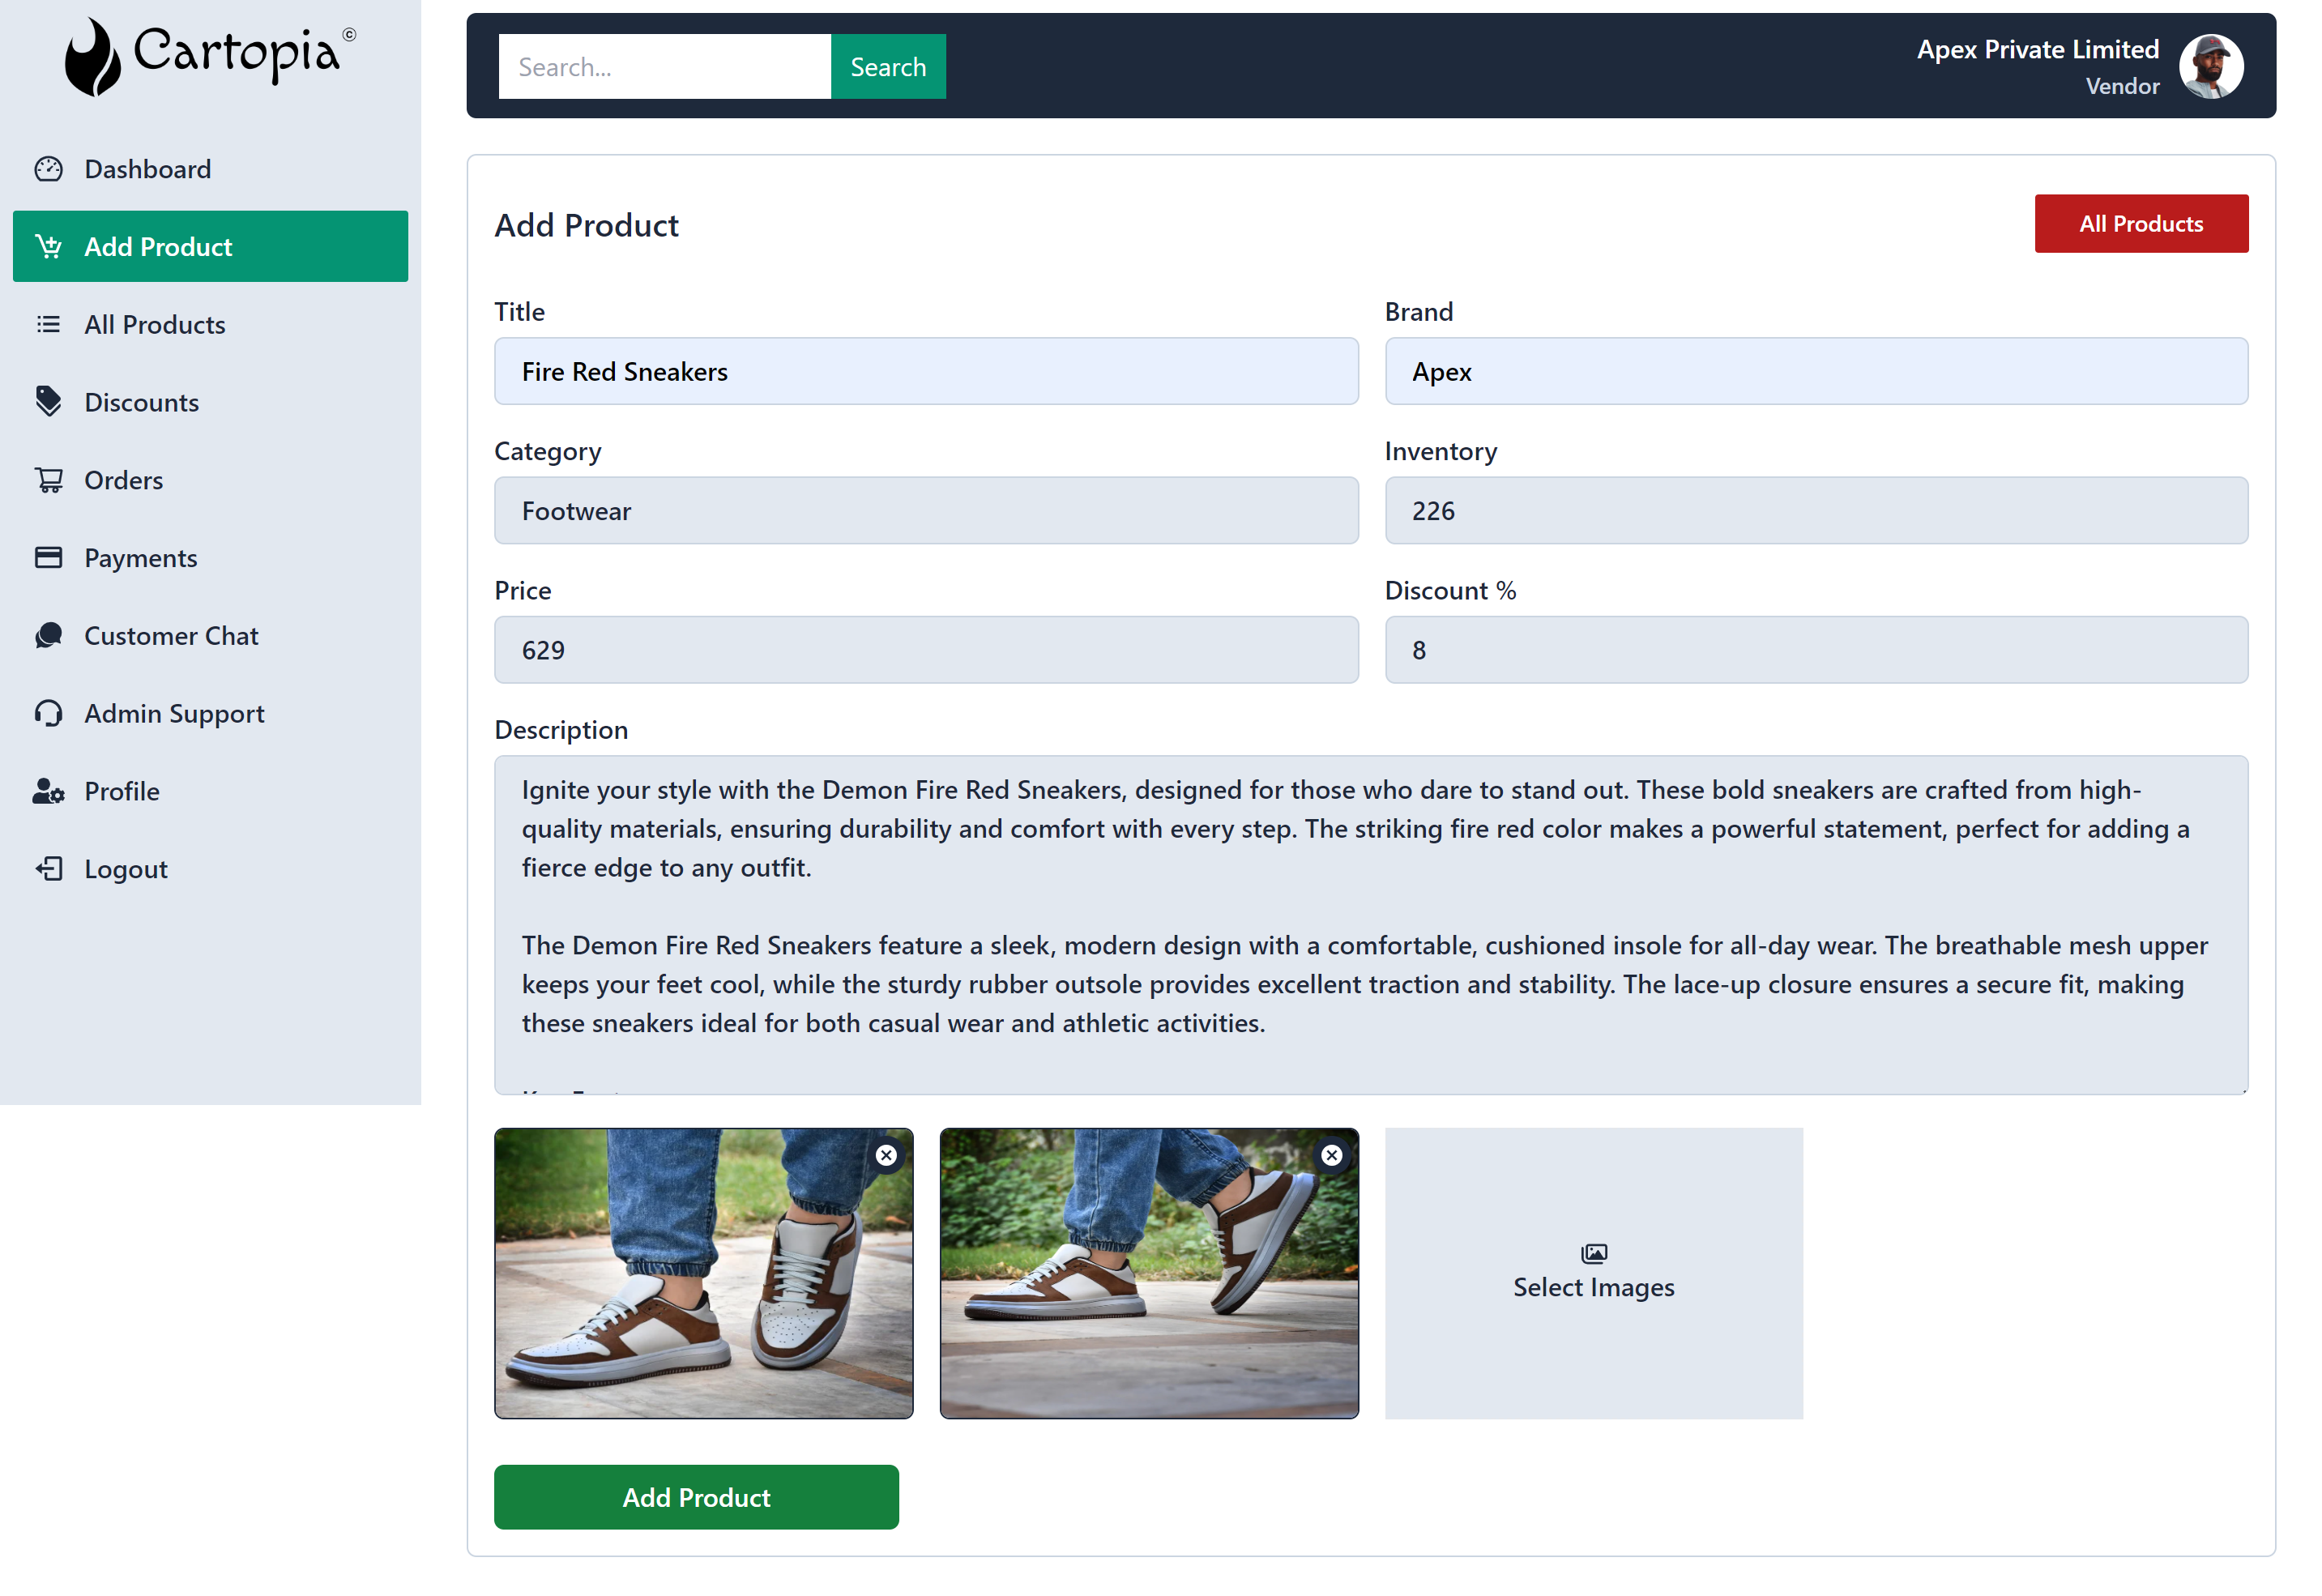 Cartopia©
Dashboard
Add Product
All Products
Discounts
Orders
Payments
Customer Chat
Admin Support
Profile
Logout
Search...
Search
Apex Private Limited
Vendor
Add Product
All Products
Title
Brand
Fire Red Sneakers
Apex
Category
Inventory
Footwear
226
Price
Discount %
629
8
Description
Ignite your style with the Demon Fire Red Sneakers, designed for those who dare to stand out. These bold sneakers are crafted from high-
quality materials, ensuring durability and comfort with every step. The striking fire red color makes a powerful statement, perfect for adding a
fierce edge to any outfit.
The Demon Fire Red Sneakers feature a sleek, modern design with a comfortable, cushioned insole for all-day wear. The breathable mesh upper
keeps your feet cool, while the sturdy rubber outsole provides excellent traction and stability. The lace-up closure ensures a secure fit, making
these sneakers ideal for both casual wear and athletic activities.
Select Images
Add Product